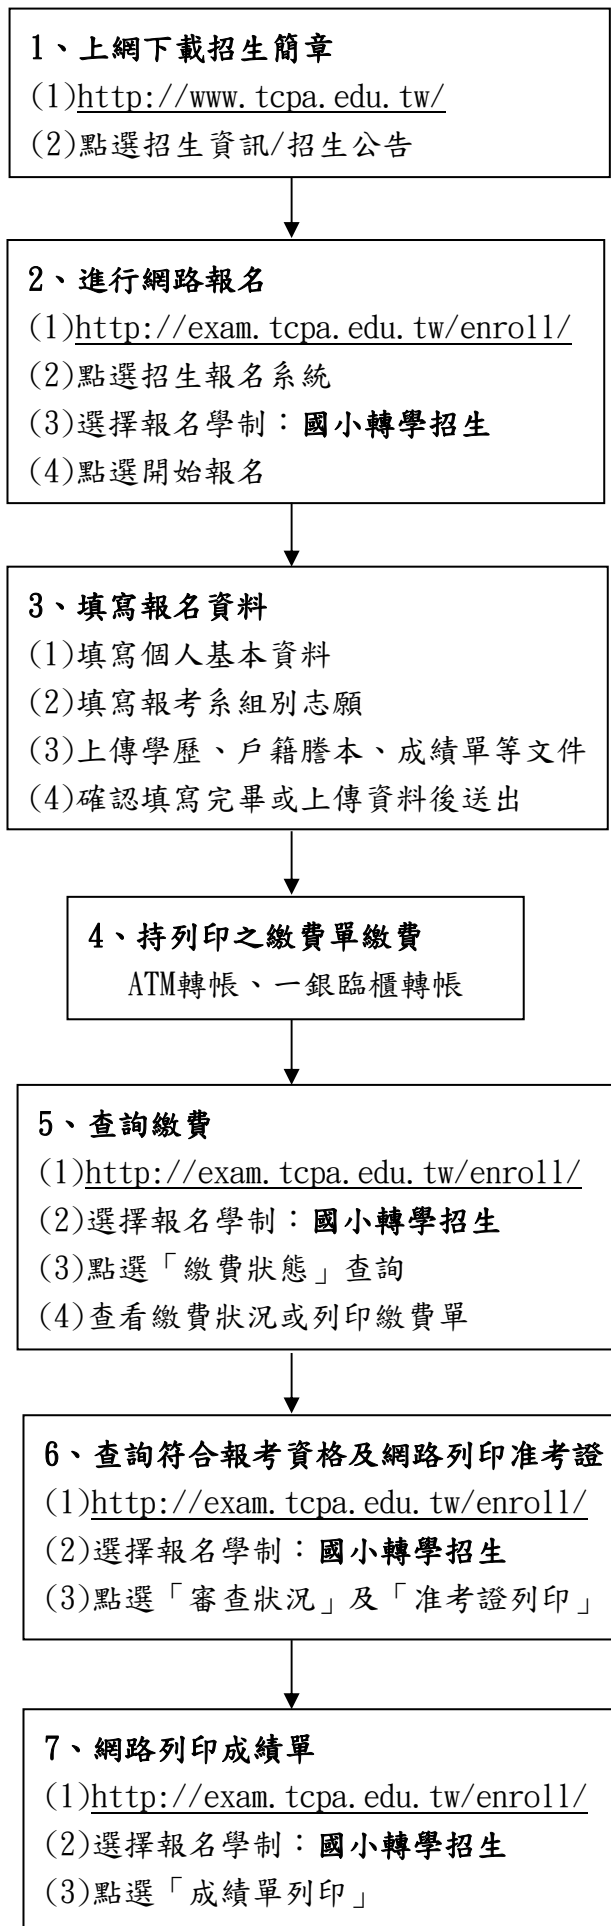 1、上網下載招生簡章
(1)http://www.tcpa.edu.tw/
(2)點選招生資訊/招生公告
2、進行網路報名
(1)http://exam.tcpa.edu.tw/enroll/
(2)點選招生報名系統
(3)選擇報名學制：國小轉學招生
(4)點選開始報名
3、填寫報名資料
(1)填寫個人基本資料
(2)填寫報考系組別志願
(3)上傳學歷、戶籍謄本、成績單等文件
(4)確認填寫完畢或上傳資料後送出
4、持列印之繳費單繳費
ATM轉帳、一銀臨櫃轉帳
5、查詢繳費
(1)http://exam.tcpa.edu.tw/enroll/
(2)選擇報名學制：國小轉學招生
(3)點選「繳費狀態」查詢
(4)查看繳費狀況或列印繳費單
6、查詢符合報考資格及網路列印准考證
(1)http://exam.tcpa.edu.tw/enroll/
(2)選擇報名學制：國小轉學招生
(3)點選「審查狀況」及「准考證列印」
7、網路列印成績單
(1)http://exam.tcpa.edu.tw/enroll/
(2)選擇報名學制：國小轉學招生
(3)點選「成績單列印」